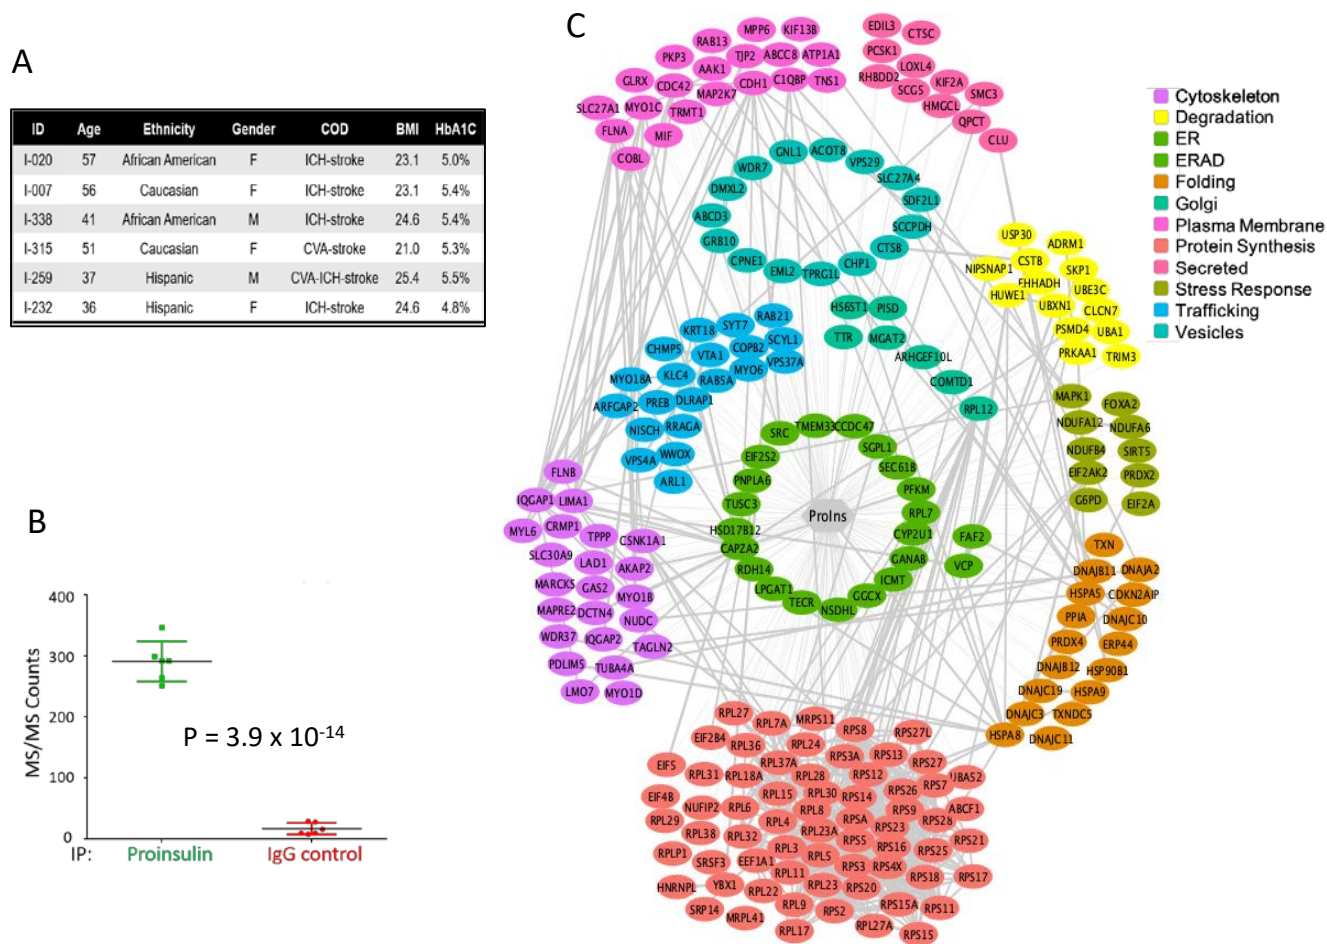 A
ID Age Ethnicity Gender COD BMI HbA1C
I-020 57 African American F ICH-stroke 23.1 5.0%
I-007 56 Caucasian F ICH-stroke 23.1 5.4%
I-338 41 African American M ICH-stroke 24.6 5.4%
I-315 51 Caucasian F CVA-stroke 21.0 5.3%
I-259 37 Hispanic M CVA-ICH-stroke 25.4 5.5%
I-232 36 Hispanic F ICH-stroke 24.6 4.8%
B
MS/MS Counts
400
300
200
100
0
P = 3.9 x 10-14
IP: Proinsulin IgG control
C
MPP6 KIF13B
RAB13
PKP3 TJP2 ABCC8 ATP1A1
AAK1
GLRX CDC42 CDH1 C1QBP TNS1
MAP2K7
SLC27A1 MYO1C TRMT1
FLNA MIF
COBL
EDIL3 CTSC
PCSK1
LOXL4
RHBDD2 KIF2A
SCG5 SMC3
HMGCL
QPCT
CLU
GNL1 ACOT8
WDR7 VPS29
SLC27A4
DMXL2
SDF2L1
ABCD3
SCCPDH
GRB10 CTSB
CPNE1 CHP1
EML2 TPRG1L
HS6ST1 PISD
TTR MGAT2
ARHGEF10L
COMTD1
RPL12
USP30 ADRM1
CSTB
NIPSNAP1 SKP1
EHHADH UBE3C
HUWE1 UBXN1 CLCN7
PSMD4 UBA1
PRKAA1 TRIM3
RAB21
KRT18 SYT7
SCYL1
CHMP5 VTA1 COPB2
VPS37A
MYO18A KLC4 RAB5A MYO6
ARFGAP2 PREB DLRAP1
NISCH RRAGA
VPS4A WWOX
ARL1
MAPK1 FOXA2
NDUFA12 NDUFA6
NDUFB4 SIRT5
EIF2AK2 PRDX2
G6PD EIF2A
SRC TMEM33 CCDC47
SGPL1
EIF2S2
SEC61B
PNPLA6
PFKM
TUSC3
RPL7
HSD17B12
CYP2U1
CAPZA2
GANAB
RDH14
ICMT
LPGAT1
GGCX
TECR
NSDHL
ProIns
FAF2
VCP
FLNB
IQGAP1 LIMA1
MYL6 CRMP1 TPPP CSNK1A1
SLC30A9 LAD1 AKAP2
MARCKS GAS2 MYO1B
MAPRE2 DCTN4 NUDC
WDR37 IQGAP2 TAGLN2
PDLIM5 TUBA4A
LMO7 MYO1D
TXN
DNAJB11 DNAJA2
HSPA5 CDKN2AIP
PPIA DNAJC10
PRDX4 ERP44
DNAJB12 HSP90B1
DNAJC19 HSPA9
DNAJC3 TXNDC5
HSPA8 DNAJC11
RPL27 RPL7A MRPS11 RPS8 RPS27L
EIF2B4 RPL36 RPL24 RPS3A RPS13 RPS27
EIF5 RPL31 RPL18A RPL37A RPL28 RPS12 RPS26 RPS7 UBA52
EIF4B NUFIP2 RPL6 RPL15 RPL30 RPS14 RPS9 ABCF1
RPL29 RPL38 RPL32 RPL4 RPL8 RPSA RPS23 RPS28
RPL23A
RPLP1 SRSF3 EEF1A1 RPL3 RPL5 RPS5 RPS16 RPS25 RPS21
HNRNPL YBX1 RPL22 RPL11 RPL23 RPS3 RPS4X RPS18 RPS17
RPS20
SRP14 MRPL41 RPL9 RPS2 RPS15A RPS11
RPL17 RPL27A RPS15
Cytoskeleton
Degradation
ER
ERAD
Folding
Golgi
Plasma Membrane
Protein Synthesis
Secreted
Stress Response
Trafficking
Vesicles